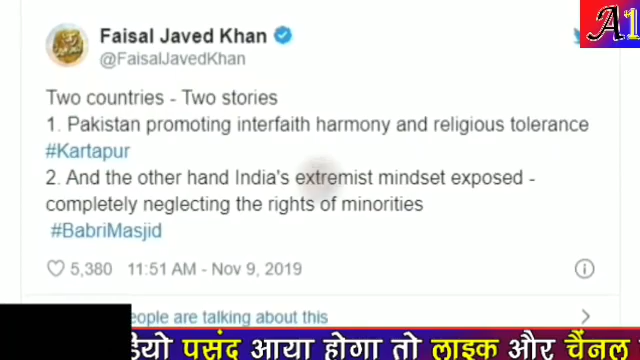 A1
Faisal Javed Khan
@FaisalJavedKhan
Two countries - Two stories
1. Pakistan promoting interfaith harmony and religious tolerance
#Kartapur
2. And the other hand India's extremist mindset exposed -
completely neglecting the rights of minorities
#BabriMasjid
5,380 11:51 AM - Nov 9, 2019
are talking about this
पसंद आया होगा तो लाइक और चैंनल